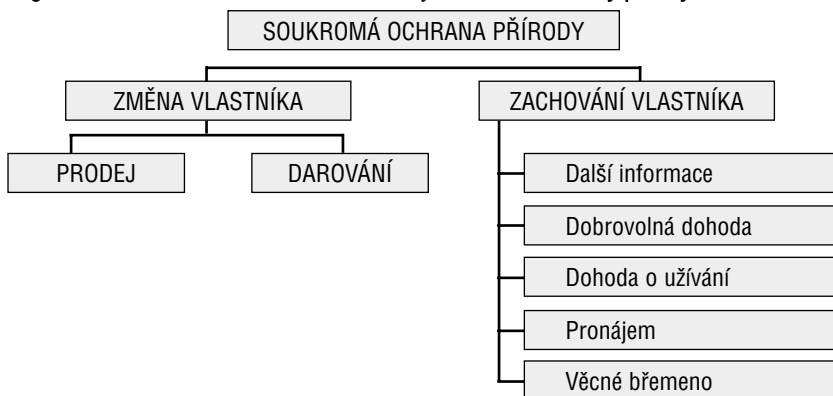 SOUKROMÁ OCHRANA PŘÍRODY
ZMĚNA VLASTNÍKA
ZACHOVÁNÍ VLASTNÍKA
PRODEJ
DAROVÁNÍ
Další informace
Dobrovolná dohoda
Dohoda o užívání
Pronájem
Věcné břemeno